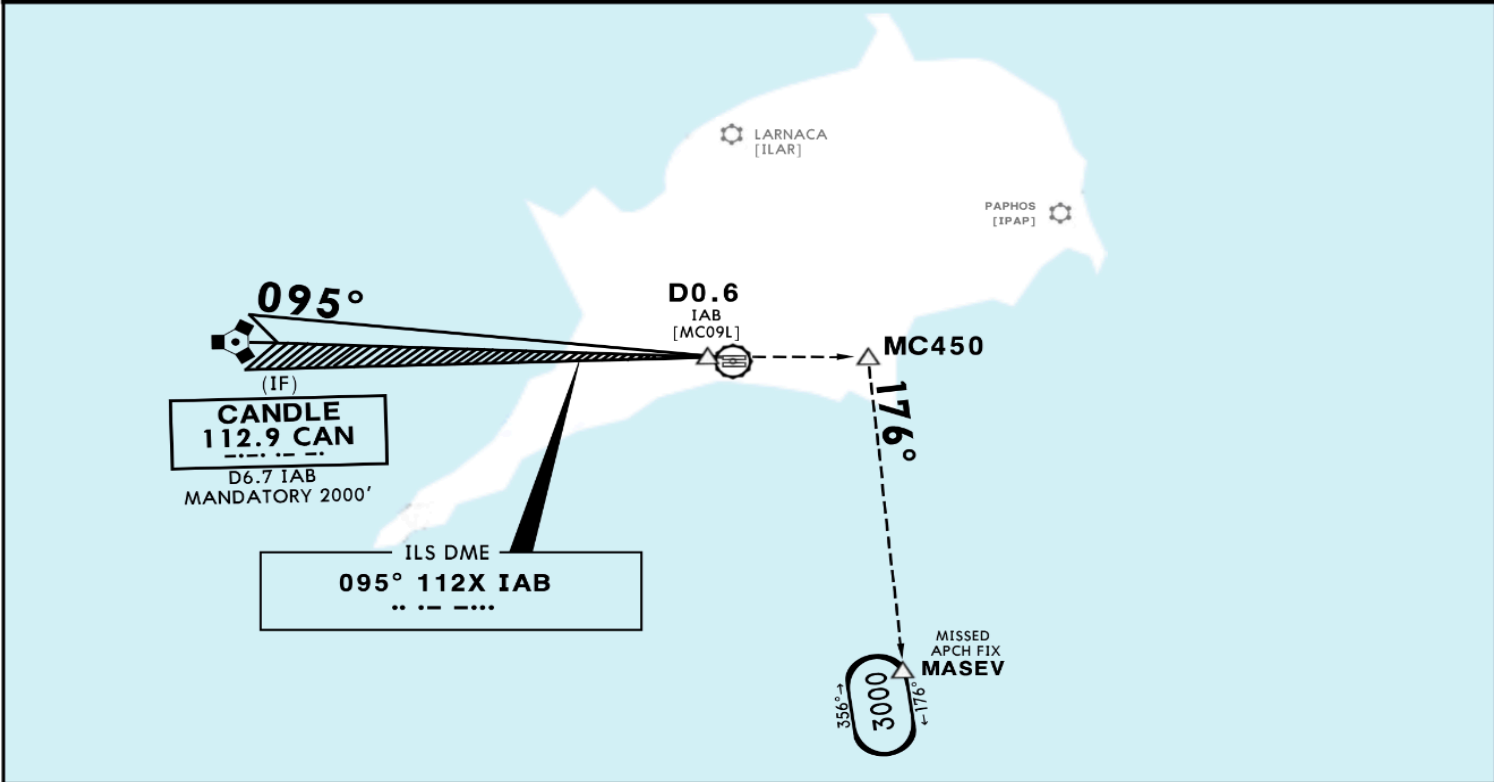 LARNACA
[ILAR]
PAPHOS
[IPAP]
095°
D0.6
IAB
[MC09L]
MC450
176°
(IF)
CANDLE
112.9 CAN
D6.7 IAB
MANDATORY 2000'
ILS DME
095° 112X IAB
MISSED
APCH FIX
MASEV
3000
356°→
←176°